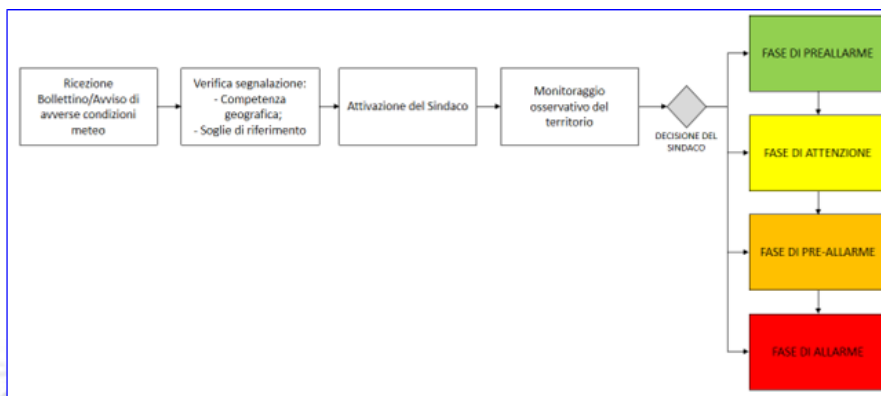 Ricezione
Bollettino/Avviso di
avverse condizioni
meteo
Verifica segnalazione:
- Competenza
geografica;
- Soglie di riferimento
Attivazione del Sindaco
Monitoraggio
osservativo del
territorio
DECISIONE DEL
SINDACO
FASE DI PREALLARME
FASE DI ATTENZIONE
FASE DI PRE-ALLARME
FASE DI ALLARME